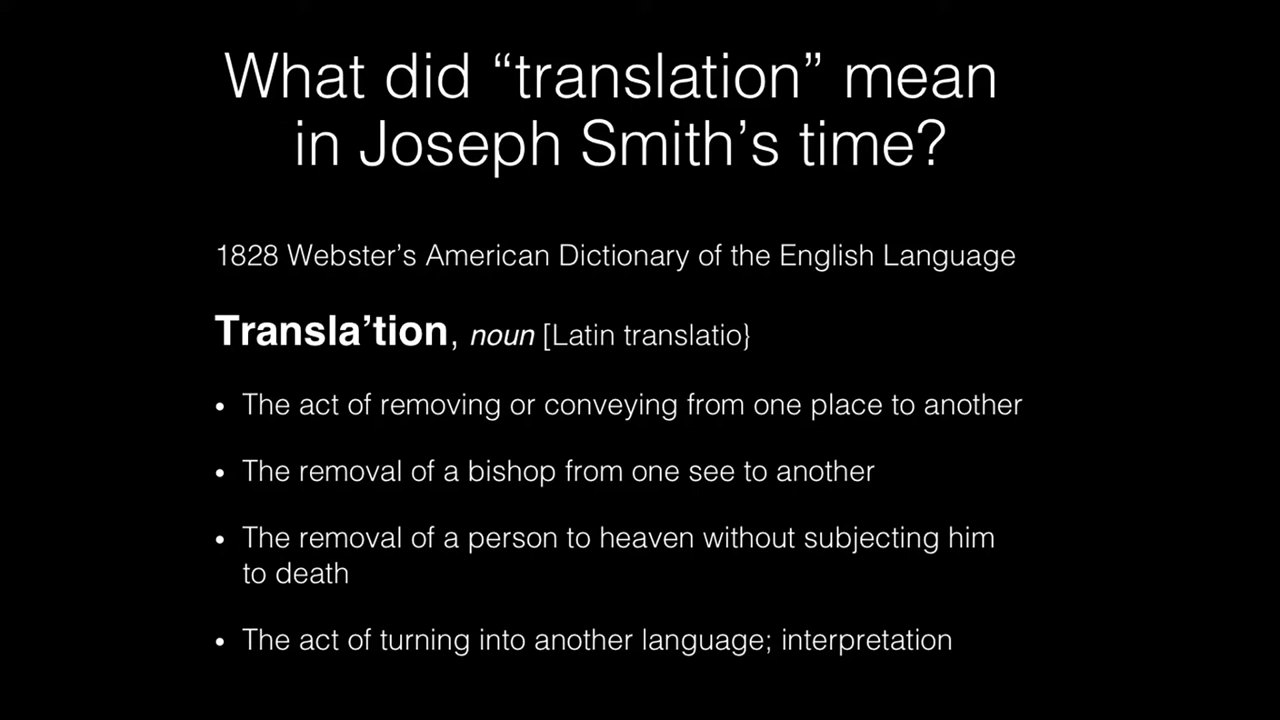 What did “translation” mean
in Joseph Smith’s time?
1828 Webster’s American Dictionary of the English Language
Transla’tion, noun [Latin translatio}
• The act of removing or conveying from one place to another
• The removal of a bishop from one see to another
• The removal of a person to heaven without subjecting him
to death
• The act of turning into another language; interpretation